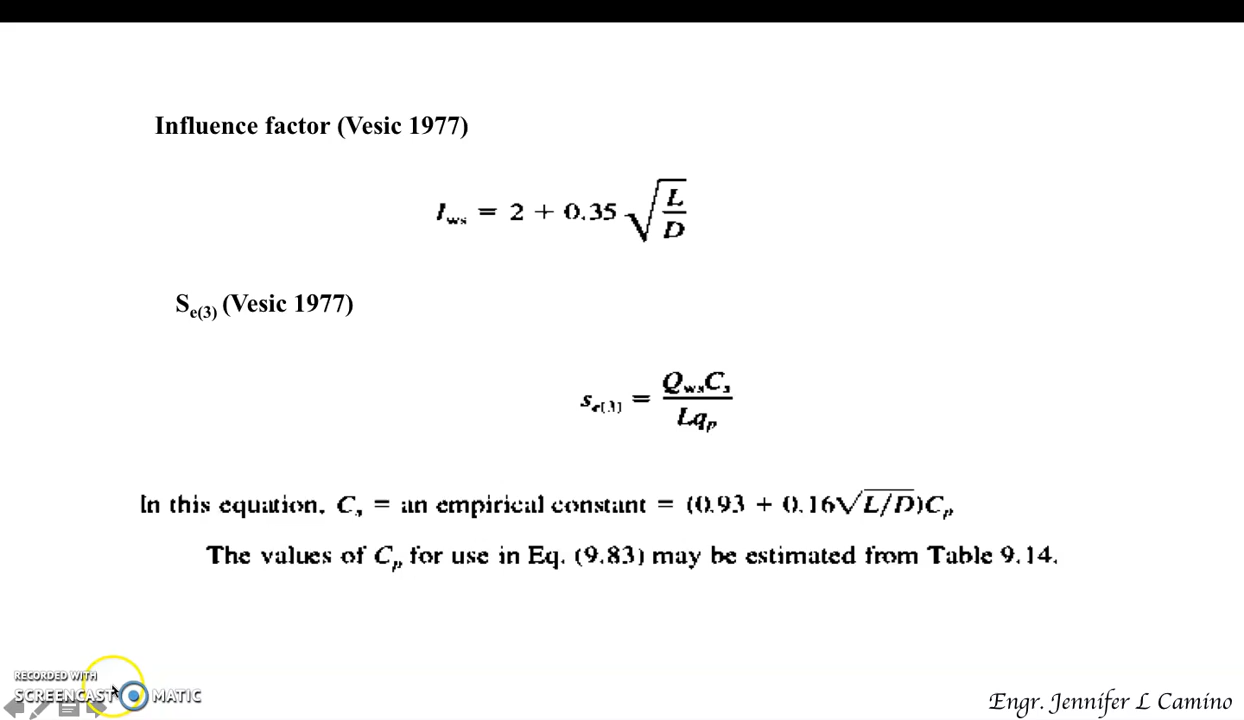 Influence factor (Vesic 1977)
I_ws = 2 + 0.35 √(L/D)
S_e(3) (Vesic 1977)
s_e(3) = Q_ws C_s / L q_p
In this equation, C_s = an empirical constant = (0.93 + 0.16√L/D)C_p
The values of C_p for use in Eq. (9.83) may be estimated from Table 9.14.
RECORDED WITH
SCREENCAST MATIC
Engr. Jennifer L Camino